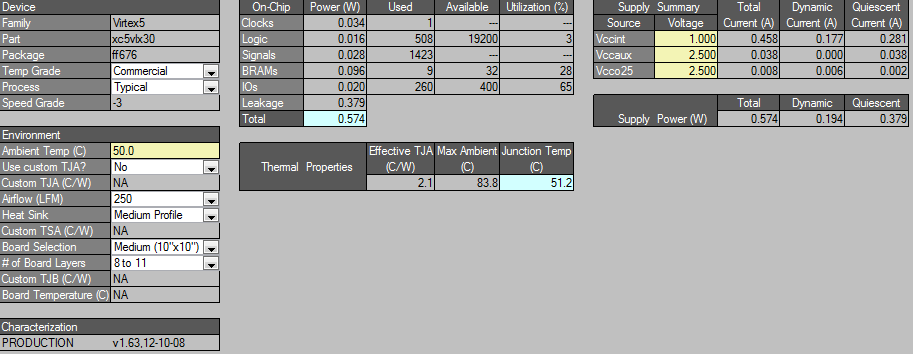 Device
Family Virtex5
Part xc5vlx30
Package ff676
Temp Grade Commercial
Process Typical
Speed Grade -3
Environment
Ambient Temp (C) 50.0
Use custom TJA? No
Custom TJA (C/W) NA
Airflow (LFM) 250
Heat Sink Medium Profile
Custom TSA (C/W) NA
Board Selection Medium (10"x10")
# of Board Layers 8 to 11
Custom TJB (C/W) NA
Board Temperature (C) NA
Characterization
PRODUCTION v1.63,12-10-08
On-Chip Power (W) Used Available Utilization (%)
Clocks 0.034 1 --- ---
Logic 0.016 508 19200 3
Signals 0.028 1423 --- ---
BRAMs 0.096 9 32 28
IOs 0.020 260 400 65
Leakage 0.379
Total 0.574
Effective TJA Max Ambient Junction Temp
Thermal Properties (C/W) (C) (C)
2.1 83.8 51.2
Supply Summary Total Dynamic Quiescent
Source Voltage Current (A) Current (A) Current (A)
Vccint 1.000 0.458 0.177 0.281
Vccaux 2.500 0.038 0.000 0.038
Vcco25 2.500 0.008 0.006 0.002
Total Dynamic Quiescent
Supply Power (W) 0.574 0.194 0.379